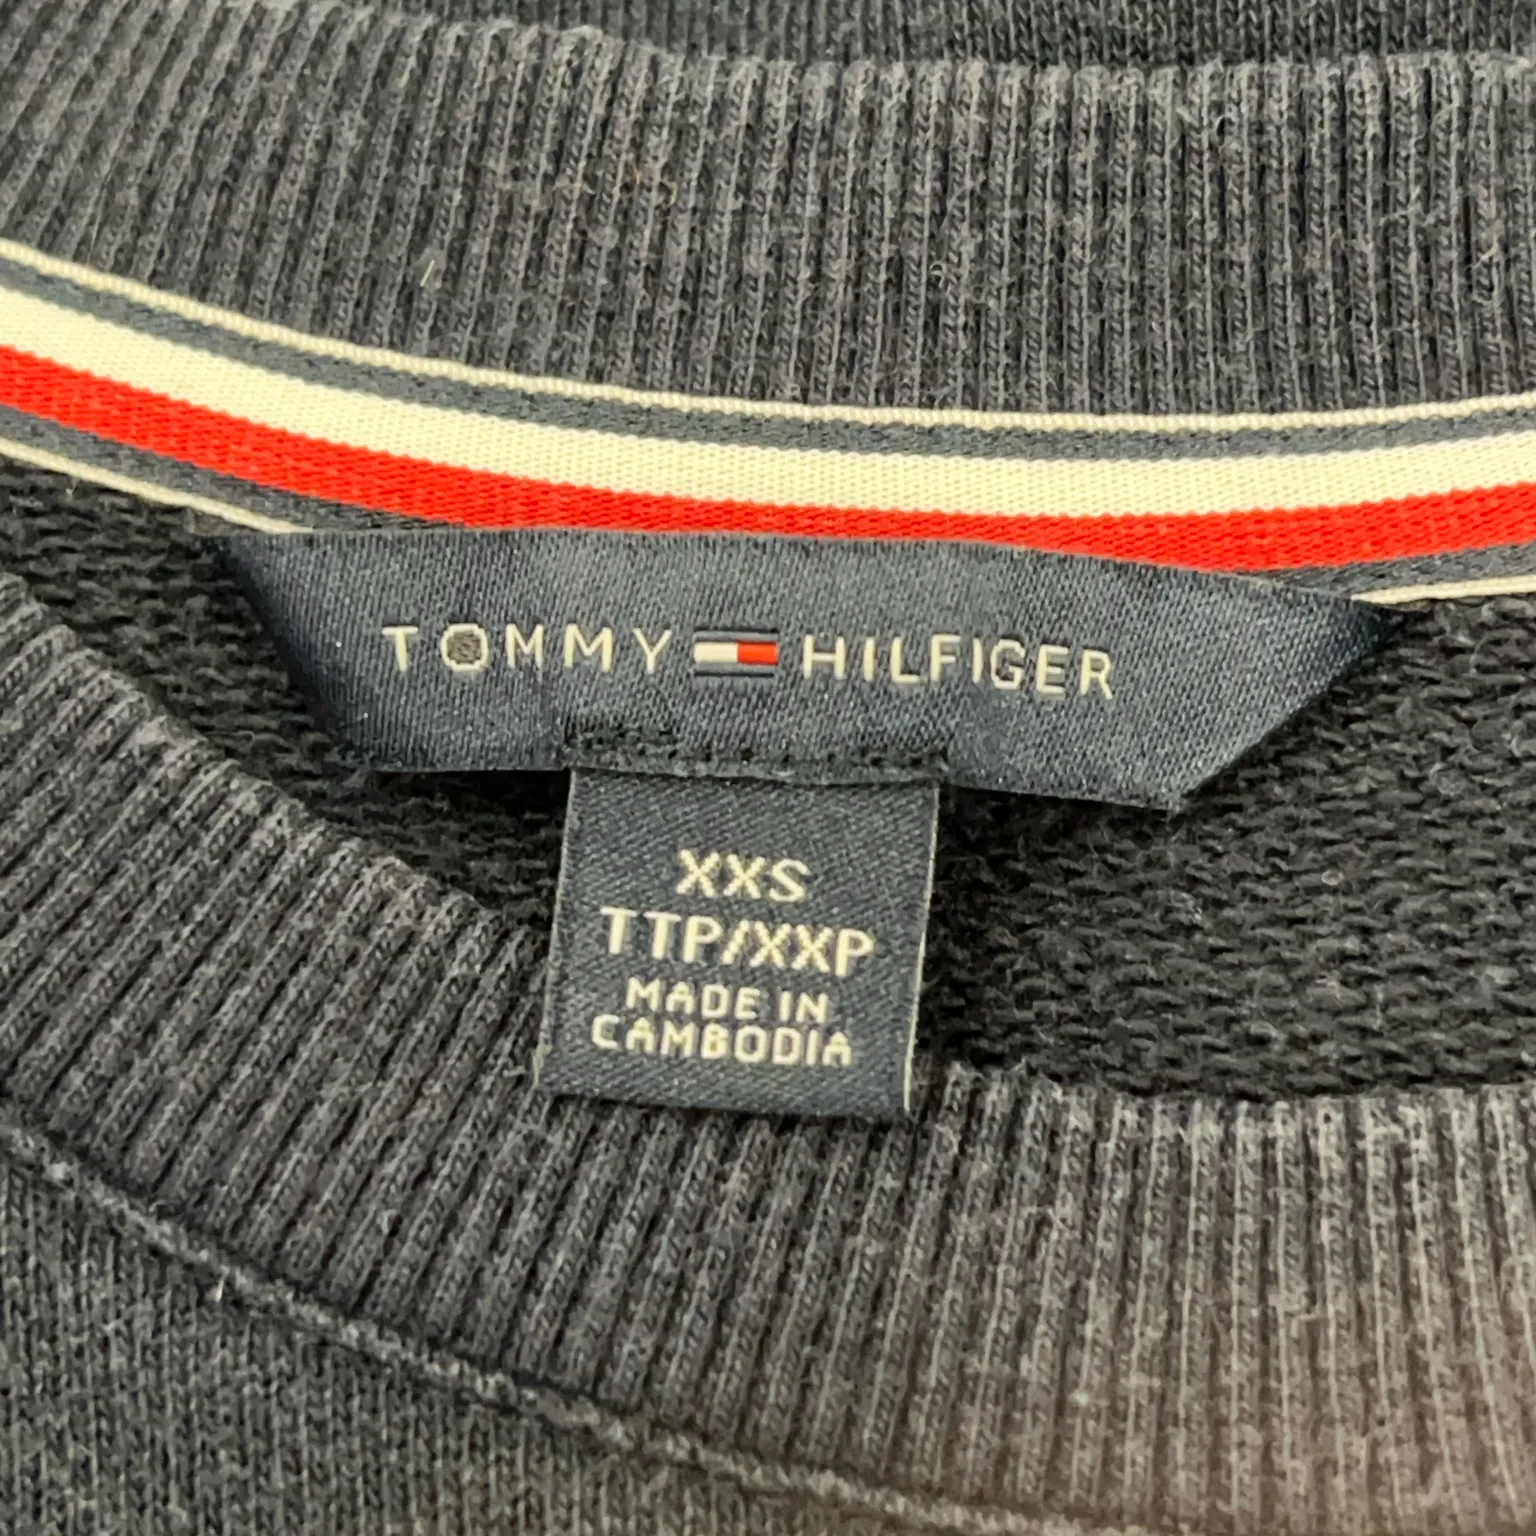 TOMMY HILFIGER
XXS
TTP/XXP
MADE IN
CAMBODIA